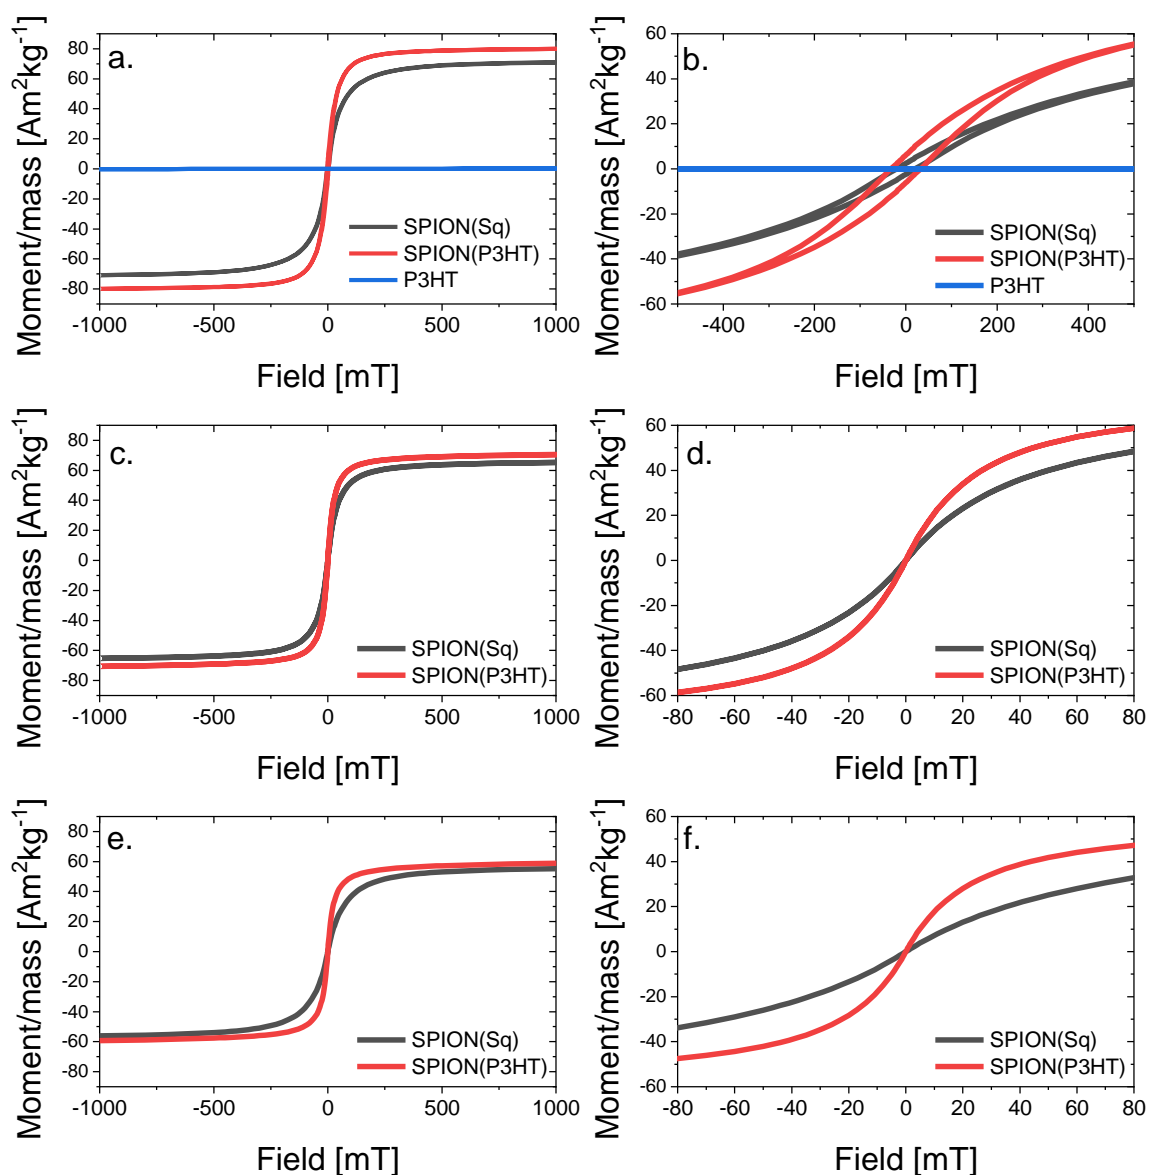 a.
Moment/mass [Am²kg⁻¹]
80
60
40
20
0
-20
-40
-60
-80
SPION(Sq)
SPION(P3HT)
P3HT
-1000
-500
0
500
1000
Field [mT]
b.
Moment/mass [Am²kg⁻¹]
60
40
20
0
-20
-40
-60
SPION(Sq)
SPION(P3HT)
P3HT
-400
-200
0
200
400
Field [mT]
c.
Moment/mass [Am²kg⁻¹]
80
60
40
20
0
-20
-40
-60
-80
SPION(Sq)
SPION(P3HT)
-1000
-500
0
500
1000
Field [mT]
d.
Moment/mass [Am²kg⁻¹]
60
40
20
0
-20
-40
-60
SPION(Sq)
SPION(P3HT)
-80
-60
-40
-20
0
20
40
60
80
Field [mT]
e.
Moment/mass [Am²kg⁻¹]
80
60
40
20
0
-20
-40
-60
-80
SPION(Sq)
SPION(P3HT)
-1000
-500
0
500
1000
Field [mT]
f.
Moment/mass [Am²kg⁻¹]
60
40
20
0
-20
-40
-60
SPION(Sq)
SPION(P3HT)
-80
-60
-40
-20
0
20
40
60
80
Field [mT]